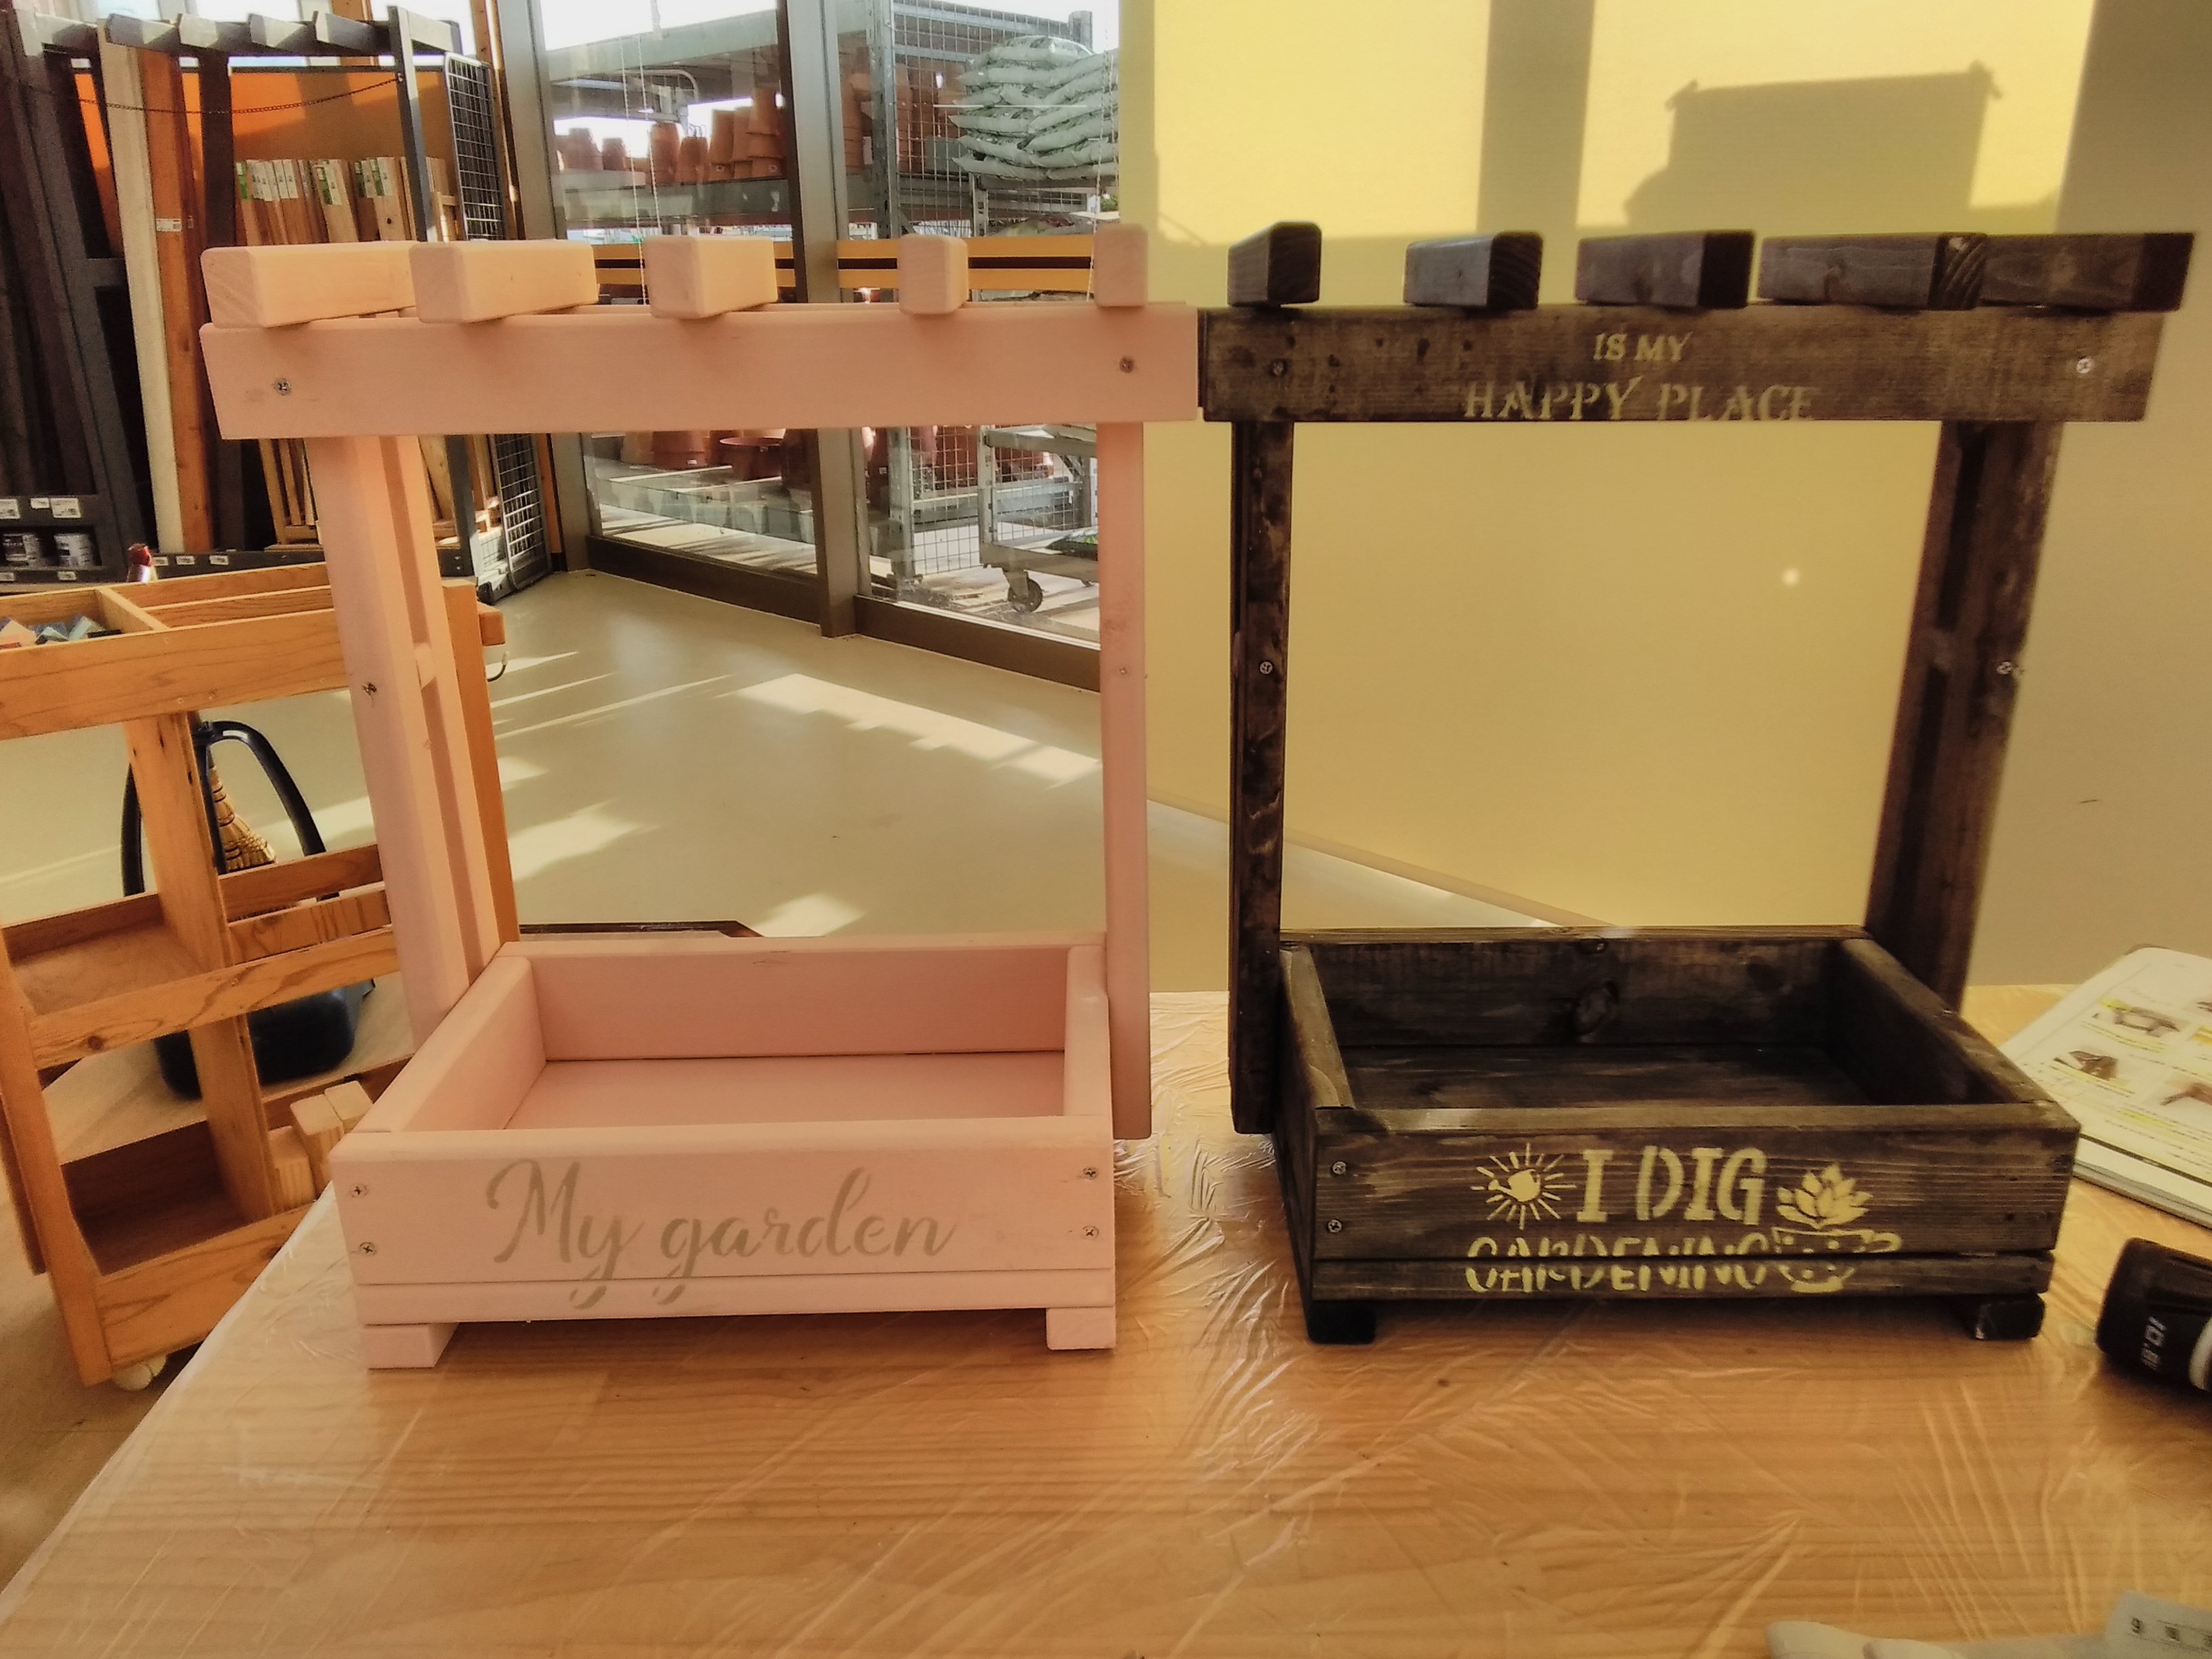 IS MY
HAPPY PLACE
My garden
I DIG
GARDENING